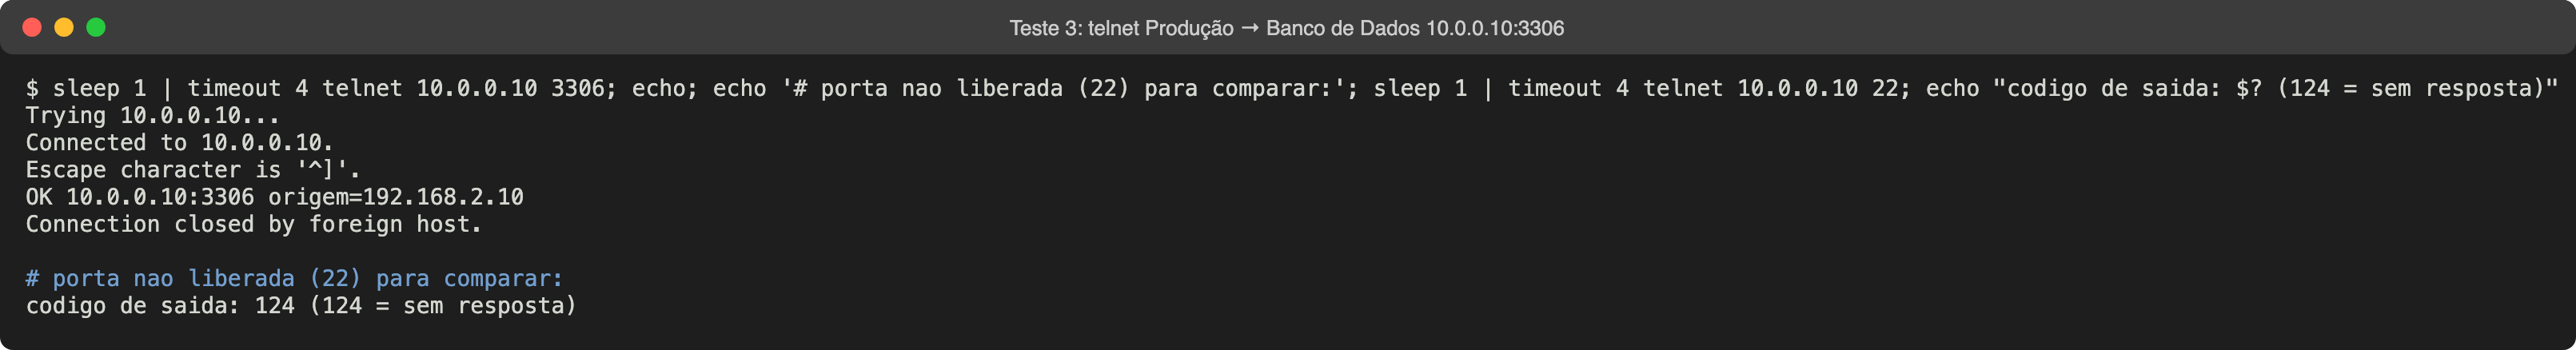 Teste 3: telnet Produção → Banco de Dados 10.0.0.10:3306
$ sleep 1 | timeout 4 telnet 10.0.0.10 3306; echo; echo '# porta nao liberada (22) para comparar:'; sleep 1 | timeout 4 telnet 10.0.0.10 22; echo "codigo de saida: $? (124 = sem resposta)"
Trying 10.0.0.10...
Connected to 10.0.0.10.
Escape character is '^]'.
OK 10.0.0.10:3306 origem=192.168.2.10
Connection closed by foreign host.
# porta nao liberada (22) para comparar:
codigo de saida: 124 (124 = sem resposta)